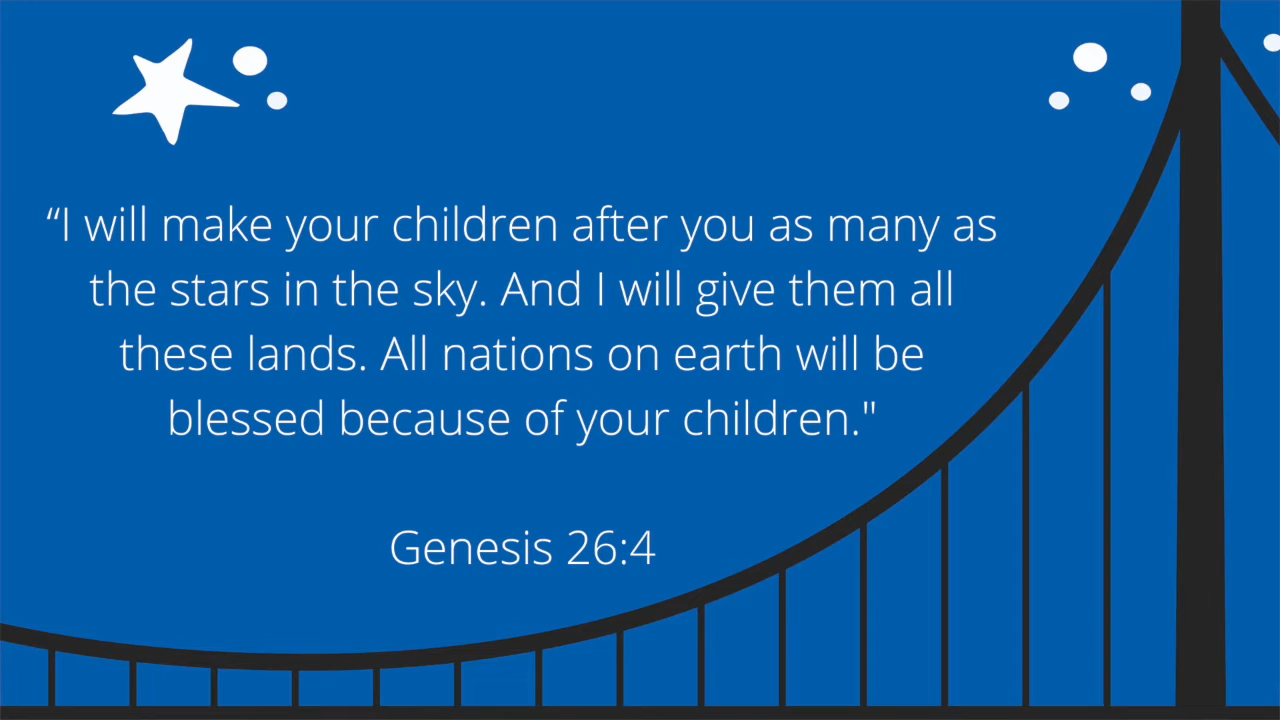 “I will make your children after you as many as
the stars in the sky. And I will give them all
these lands. All nations on earth will be
blessed because of your children."
Genesis 26:4